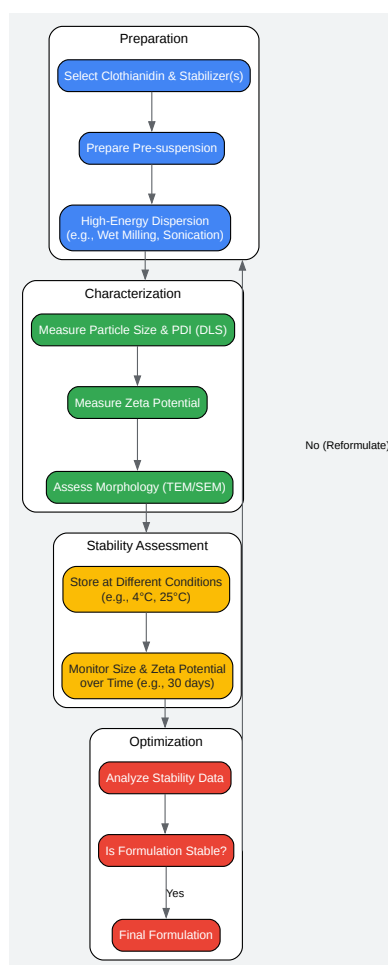 Preparation
Select Clothianidin & Stabilizer(s)
Prepare Pre-suspension
High-Energy Dispersion
(e.g., Wet Milling, Sonication)
Characterization
Measure Particle Size & PDI (DLS)
Measure Zeta Potential
No (Reformulate)
Assess Morphology (TEM/SEM)
Stability Assessment
Store at Different Conditions
(e.g., 4°C, 25°C)
Monitor Size & Zeta Potential
over Time (e.g., 30 days)
Optimization
Analyze Stability Data
Is Formulation Stable?
Yes
Final Formulation